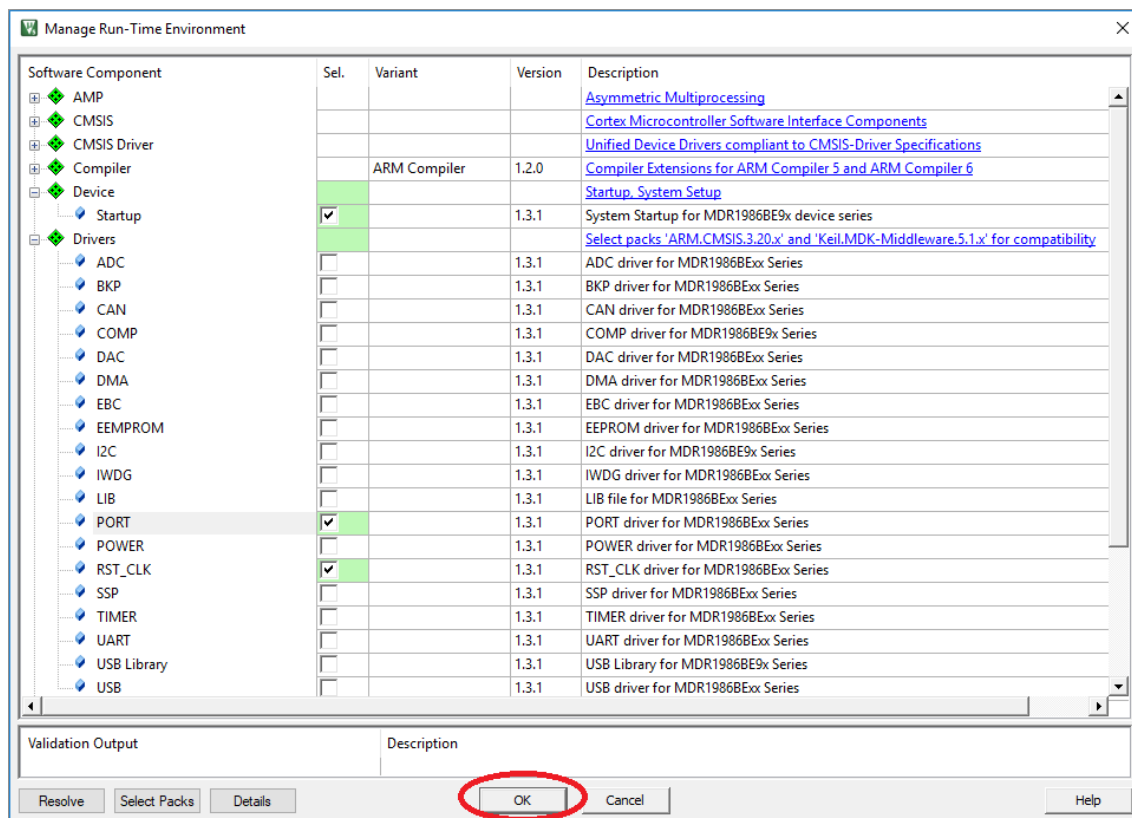 Manage Run-Time Environment
Software Component Sel. Variant Version Description
AMP Asymmetric Multiprocessing
CMSIS Cortex Microcontroller Software Interface Components
CMSIS Driver Unified Device Drivers compliant to CMSIS-Driver Specifications
Compiler ARM Compiler 1.2.0 Compiler Extensions for ARM Compiler 5 and ARM Compiler 6
Device Startup, System Setup
Startup 1.3.1 System Startup for MDR1986BE9x device series
Drivers Select packs 'ARM.CMSIS.3.20.x' and 'Keil.MDK-Middleware.5.1.x' for compatibility
ADC 1.3.1 ADC driver for MDR1986BExx Series
BKP 1.3.1 BKP driver for MDR1986BExx Series
CAN 1.3.1 CAN driver for MDR1986BExx Series
COMP 1.3.1 COMP driver for MDR1986BE9x Series
DAC 1.3.1 DAC driver for MDR1986BExx Series
DMA 1.3.1 DMA driver for MDR1986BExx Series
EBC 1.3.1 EBC driver for MDR1986BExx Series
EEMPROM 1.3.1 EEPROM driver for MDR1986BExx Series
I2C 1.3.1 I2C driver for MDR1986BE9x Series
IWDG 1.3.1 IWDG driver for MDR1986BExx Series
LIB 1.3.1 LIB file for MDR1986BExx Series
PORT 1.3.1 PORT driver for MDR1986BExx Series
POWER 1.3.1 POWER driver for MDR1986BExx Series
RST_CLK 1.3.1 RST_CLK driver for MDR1986BExx Series
SSP 1.3.1 SSP driver for MDR1986BExx Series
TIMER 1.3.1 TIMER driver for MDR1986BExx Series
UART 1.3.1 UART driver for MDR1986BExx Series
USB Library 1.3.1 USB Library for MDR1986BE9x Series
USB 1.3.1 USB driver for MDR1986BExx Series
Validation Output Description
Resolve Select Packs Details OK Cancel Help